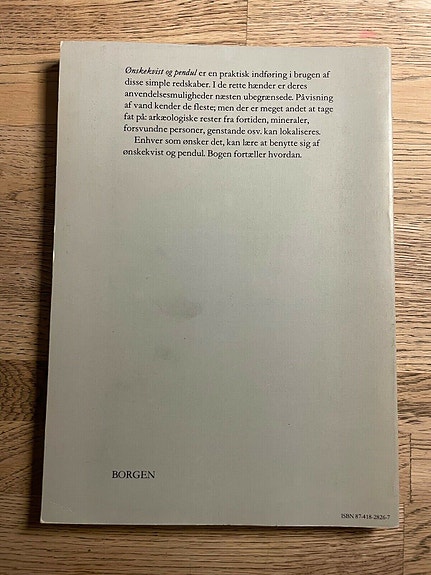 Ønskekvist og pendul er en praktisk indføring i brugen af
disse simple redskaber. I de rette hænder er deres
anvendelsesmuligheder næsten ubegrænsede. Påvisning
af vand kender de fleste; men der er meget andet at tage
fat på: arkæologiske rester fra fortiden, mineraler,
forsvundne personer, genstande osv. kan lokaliseres.
Enhver som ønsker det, kan lære at benytte sig af
ønskekvist og pendul. Bogen fortæller hvordan.
BORGEN
ISBN 87-418-2826-7